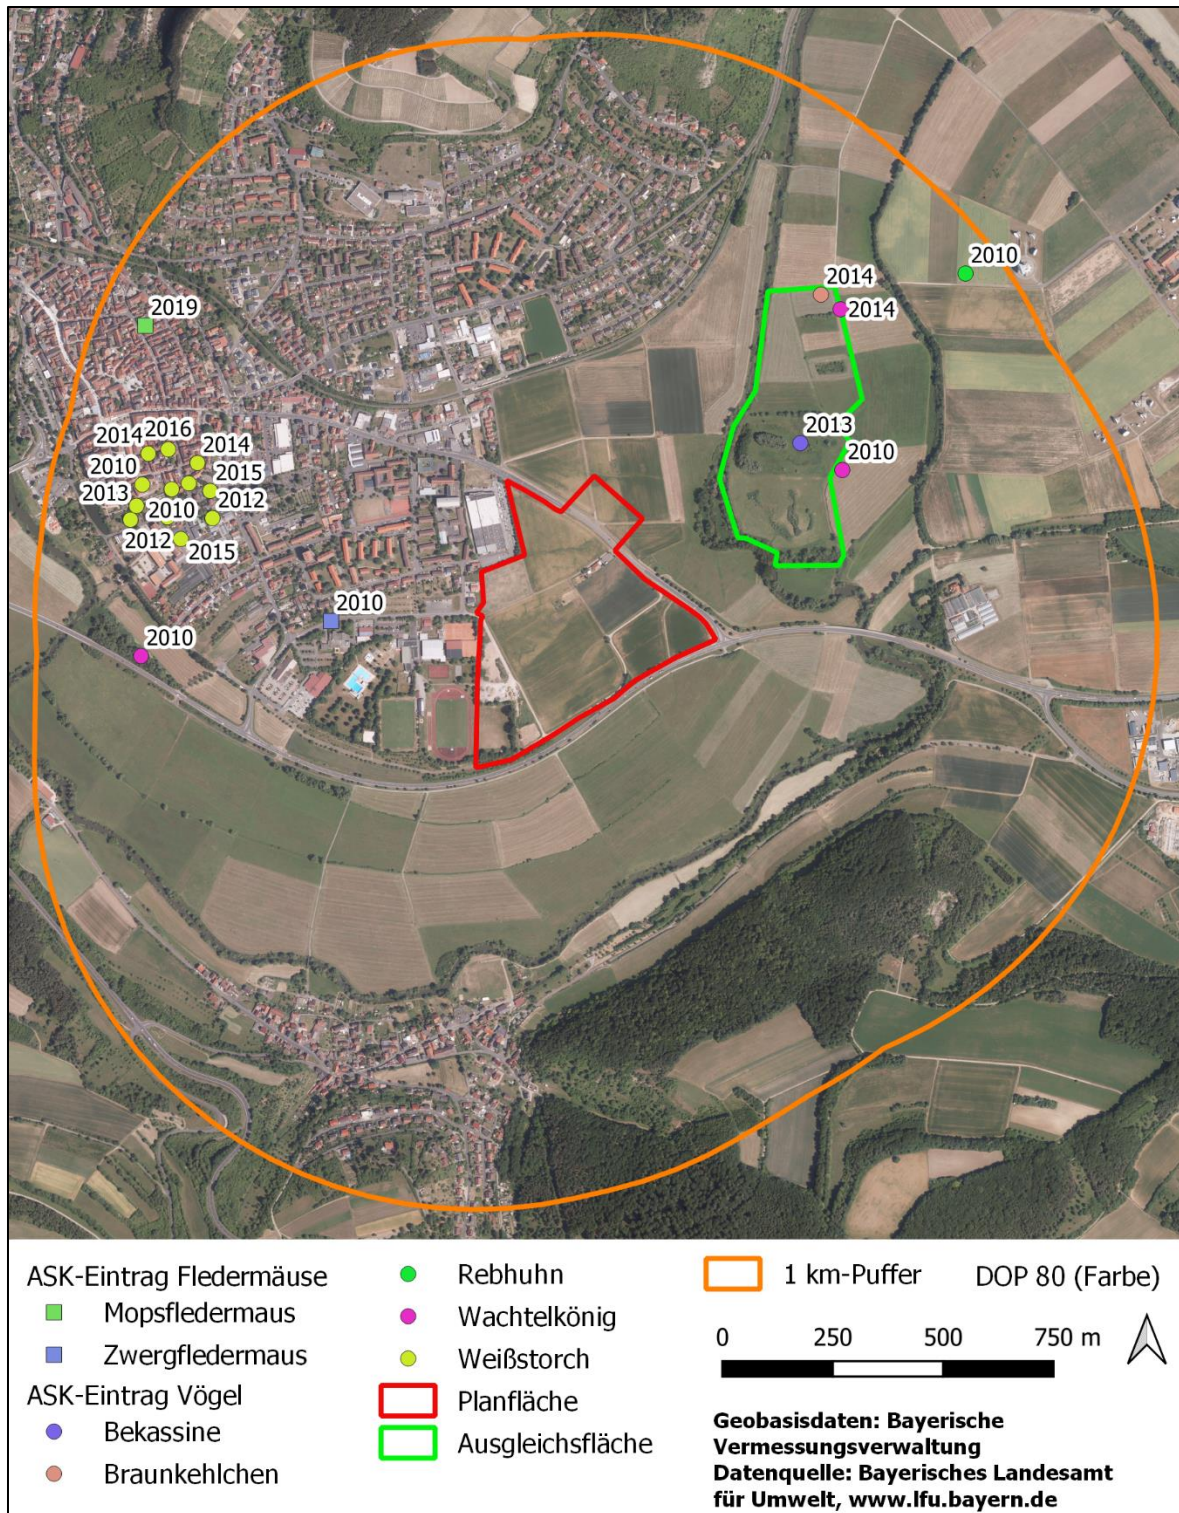 2010
2014
2014
2019
2013
2010
2016
2014
2014
2010
2015
2013
2010
2012
2012
2015
2010
2010
ASK-Eintrag Fledermäuse
Mopsfledermaus
Zwergfledermaus
ASK-Eintrag Vögel
Bekassine
Braunkehlchen
Rebhuhn
Wachtelkönig
Weißstorch
Planfläche
Ausgleichsfläche
1 km-Puffer
DOP 80 (Farbe)
0 250 500 750 m
Geobasisdaten: Bayerische
Vermessungsverwaltung
Datenquelle: Bayerisches Landesamt
für Umwelt, www.lfu.bayern.de